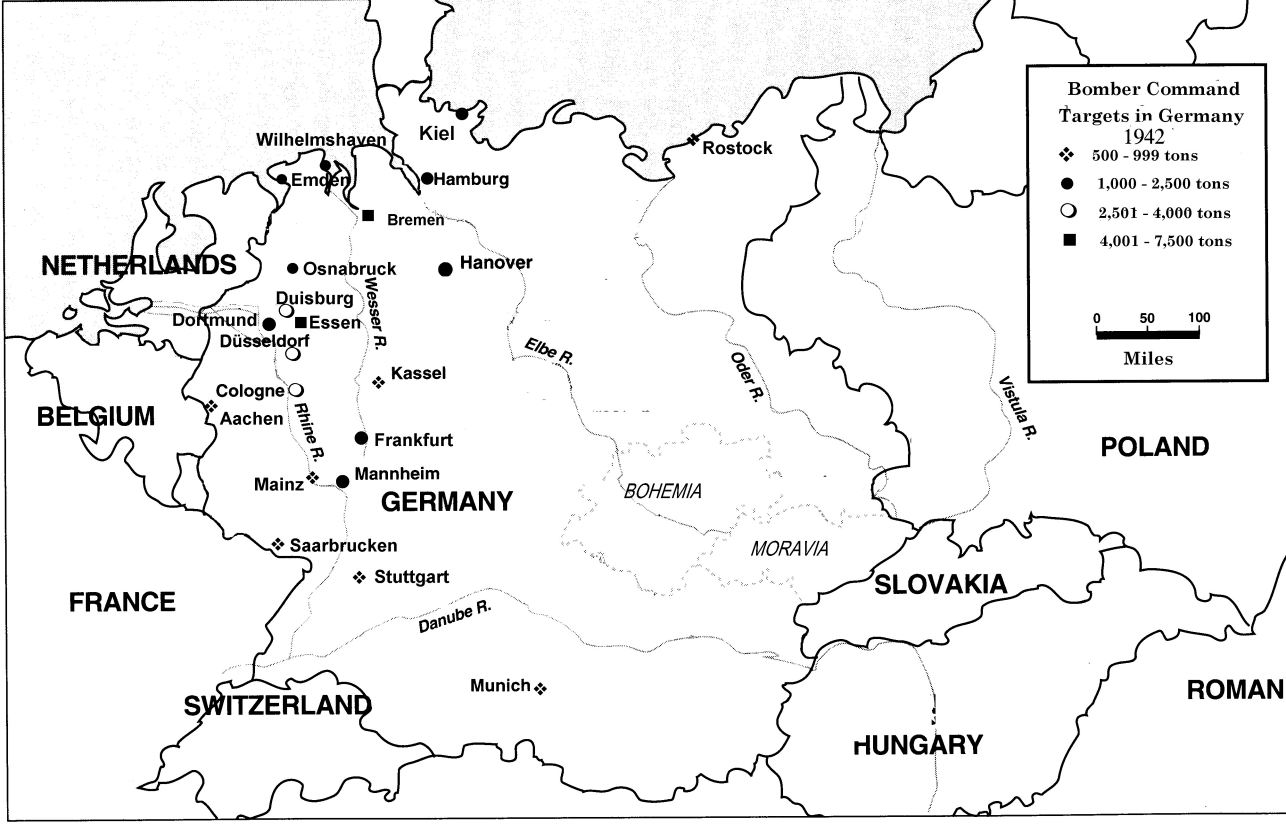 Bomber Command
Targets in Germany
1942
500 - 999 tons
1,000 - 2,500 tons
2,501 - 4,000 tons
4,001 - 7,500 tons
0 50 100
Miles
Kiel
Wilhelmshaven
Rostock
Emden
Hamburg
Bremen
NETHERLANDS
Osnabruck
Hanover
Duisburg
Wesser R.
Dortmund
Essen
Düsseldorf
Elbe R.
Oder R.
Kassel
Cologne
Vistula R.
BELGIUM
Aachen
Rhine R.
Frankfurt
POLAND
Mannheim
Mainz
GERMANY
BOHEMIA
Saarbrucken
MORAVIA
Stuttgart
SLOVAKIA
FRANCE
Danube R.
Munich
SWITZERLAND
ROMAN
HUNGARY